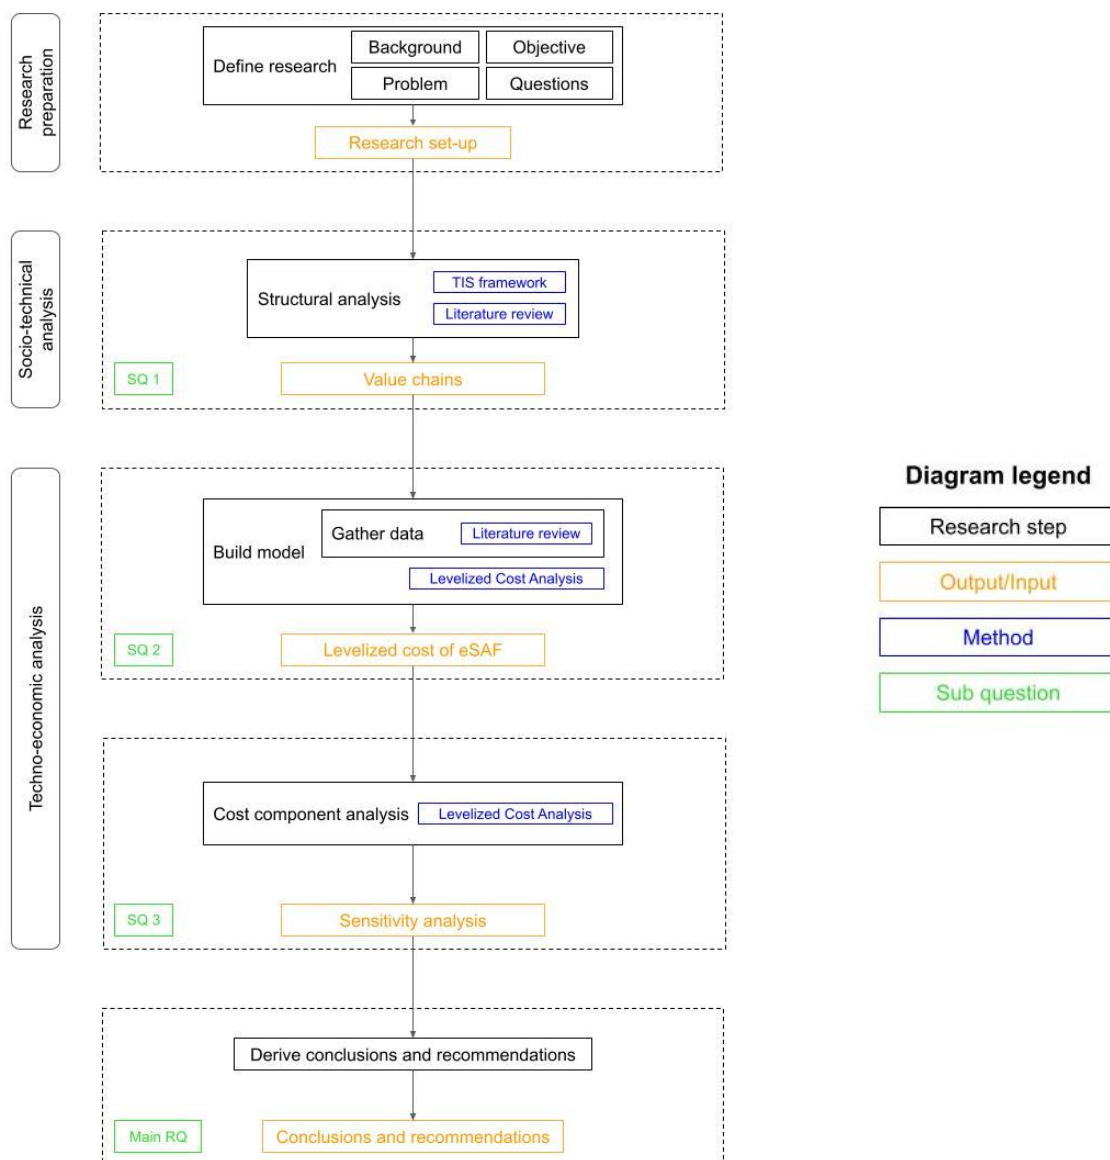 Research
preparation
Define research
Background
Objective
Problem
Questions
Research set-up
Socio-technical
analysis
Structural analysis
TIS framework
Literature review
SQ 1
Value chains
Techno-economic analysis
Build model
Gather data
Literature review
Levelized Cost Analysis
SQ 2
Levelized cost of eSAF
Cost component analysis
Levelized Cost Analysis
SQ 3
Sensitivity analysis
Derive conclusions and recommendations
Main RQ
Conclusions and recommendations
Diagram legend
Research step
Output/Input
Method
Sub question